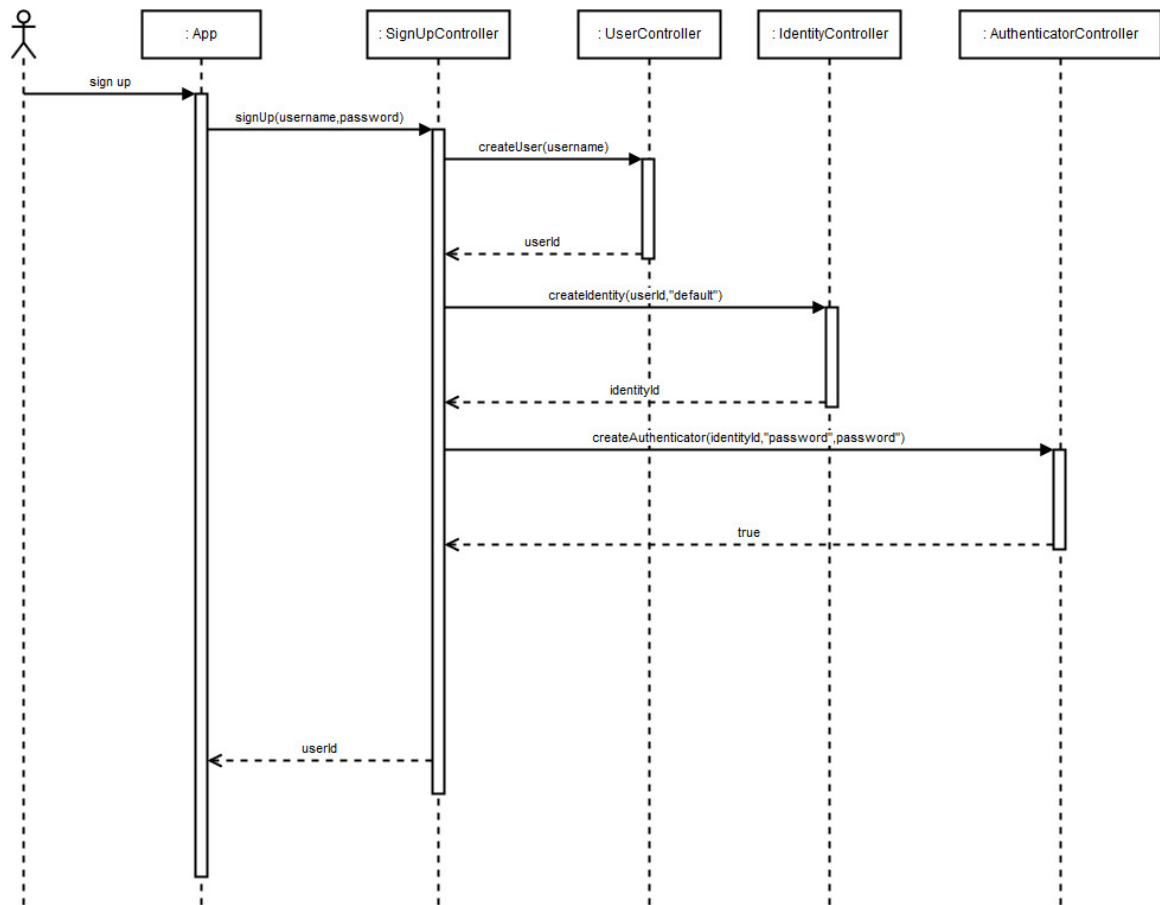 : App
: SignUpController
: UserController
: IdentityController
: AuthenticatorController
sign up
signUp(username,password)
createUser(username)
userId
createIdentity(userId,"default")
identityId
createAuthenticator(identityId,"password",password")
true
userId